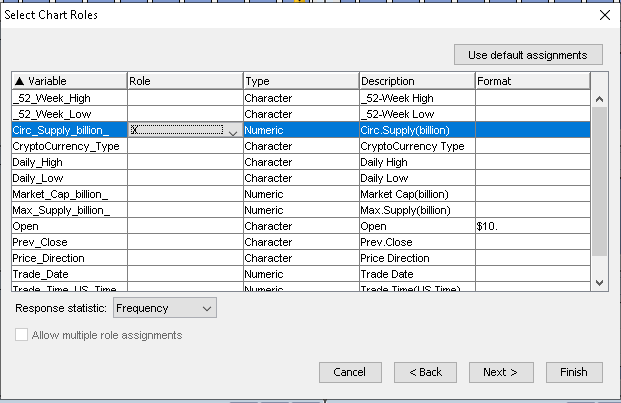 Select Chart Roles
Use default assignments
▲ Variable Role Type Description Format
_52_Week_High Character _52-Week High
_52_Week_Low Character _52-Week Low
Circ_Supply_billion_ X Numeric Circ.Supply(billion)
CryptoCurrency_Type Character CryptoCurrency Type
Daily_High Character Daily High
Daily_Low Character Daily Low
Market_Cap_billion_ Numeric Market Cap(billion)
Max_Supply_billion_ Numeric Max.Supply(billion)
Open Character Open $10.
Prev_Close Character Prev.Close
Price_Direction Character Price Direction
Trade_Date Numeric Trade Date
Trade_Time_US_Time_ Numeric Trade Time(US Time)
Response statistic: Frequency
Allow multiple role assignments
Cancel < Back Next > Finish